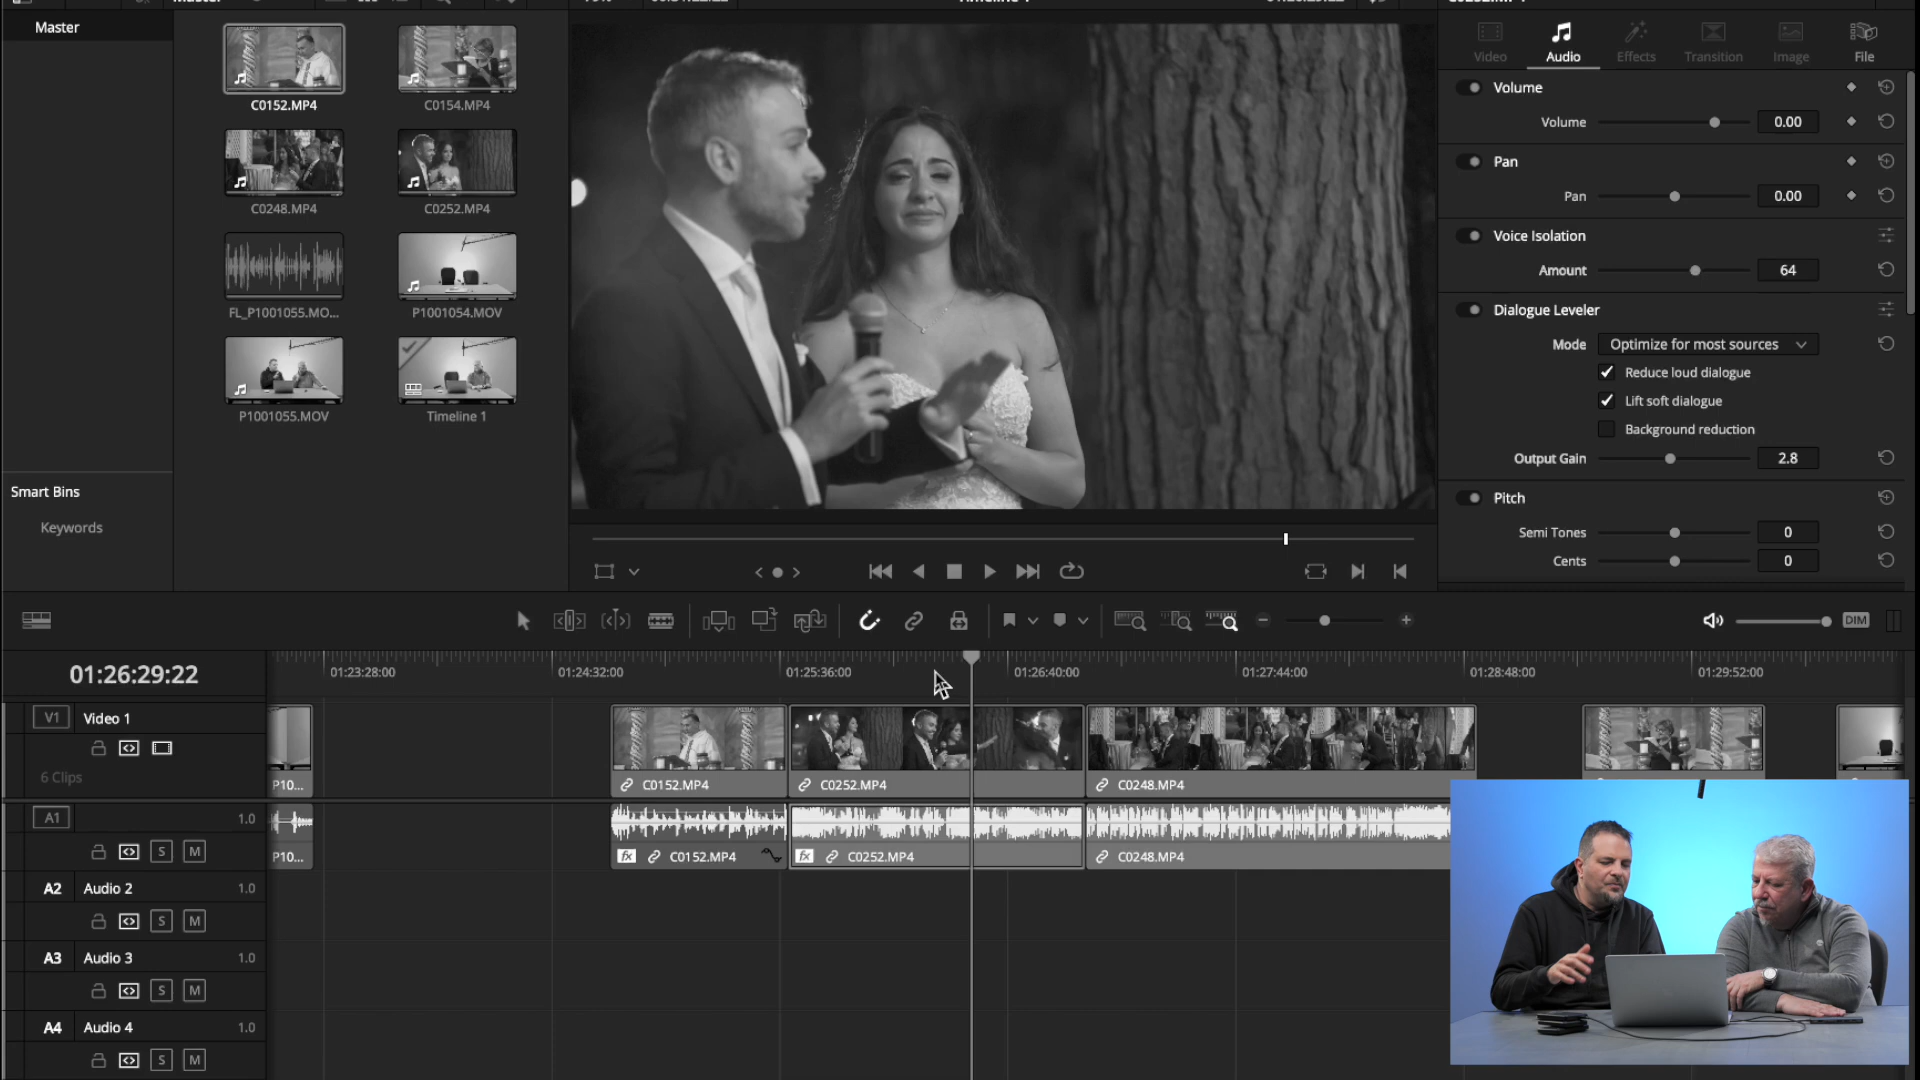 Master
C0152.MP4
C0154.MP4
C0248.MP4
C0252.MP4
FL_P1001055.MO...
P1001054.MOV
P1001055.MOV
Timeline 1
Smart Bins
Keywords
Video
Audio
Effects
Transition
Image
File
Volume
Volume 0.00
Pan
Pan 0.00
Voice Isolation
Amount 64
Dialogue Leveler
Mode Optimize for most sources
Reduce loud dialogue
Lift soft dialogue
Background reduction
Output Gain 2.8
Pitch
Semi Tones 0
Cents 0
DIM
01:26:29:22
01:23:28:00
01:24:32:00
01:25:36:00
01:26:40:00
01:27:44:00
01:28:48:00
01:29:52:00
V1 Video 1
6 Clips
P10...
C0152.MP4
C0252.MP4
C0248.MP4
A1 1.0
S M
P10...
fx C0152.MP4
fx C0252.MP4
C0248.MP4
A2 Audio 2 1.0
S M
A3 Audio 3 1.0
S M
A4 Audio 4 1.0
S M